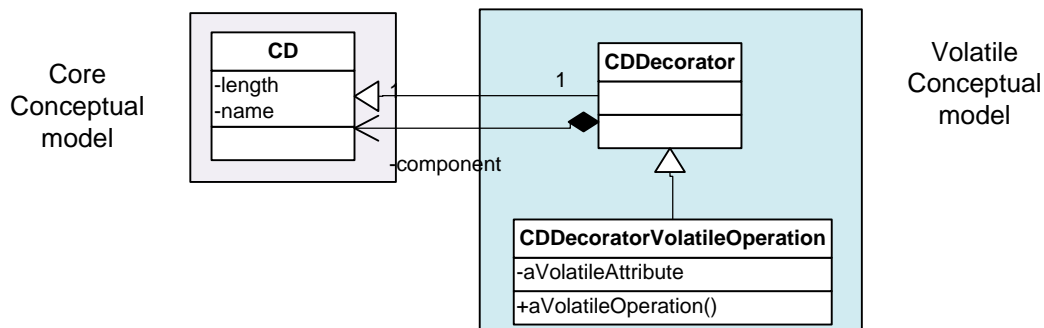 Core
Conceptual
model
CD
-length
-name
1
1
-component
CDDecorator
CDDecoratorVolatileOperation
-aVolatileAttribute
+aVolatileOperation()
Volatile
Conceptual
model